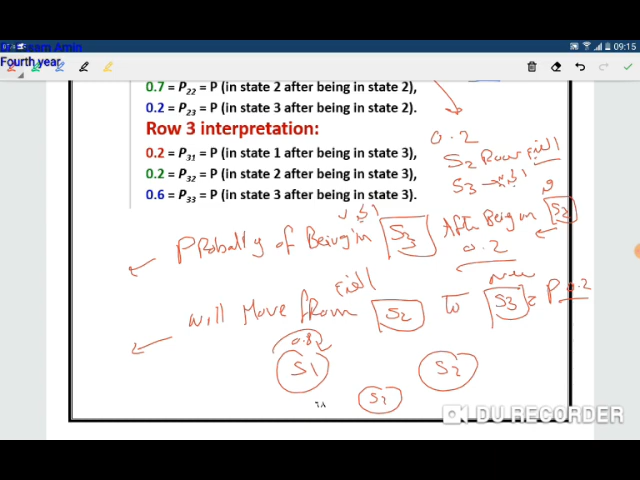 09:15
Fourth year
0.7 = P22 = P (in state 2 after being in state 2),
0.2 = P23 = P (in state 3 after being in state 2).
Row 3 interpretation:
0.2 = P31 = P (in state 1 after being in state 3),
0.2 = P32 = P (in state 2 after being in state 3),
0.6 = P33 = P (in state 3 after being in state 3).
0.2
S2 Row
S3
Probally of Being in S3 After Being in S2
0.2
will Move from S2 To S3 = P 0.2
0.8
S1 S2
S2
٦٨
DU RECORDER